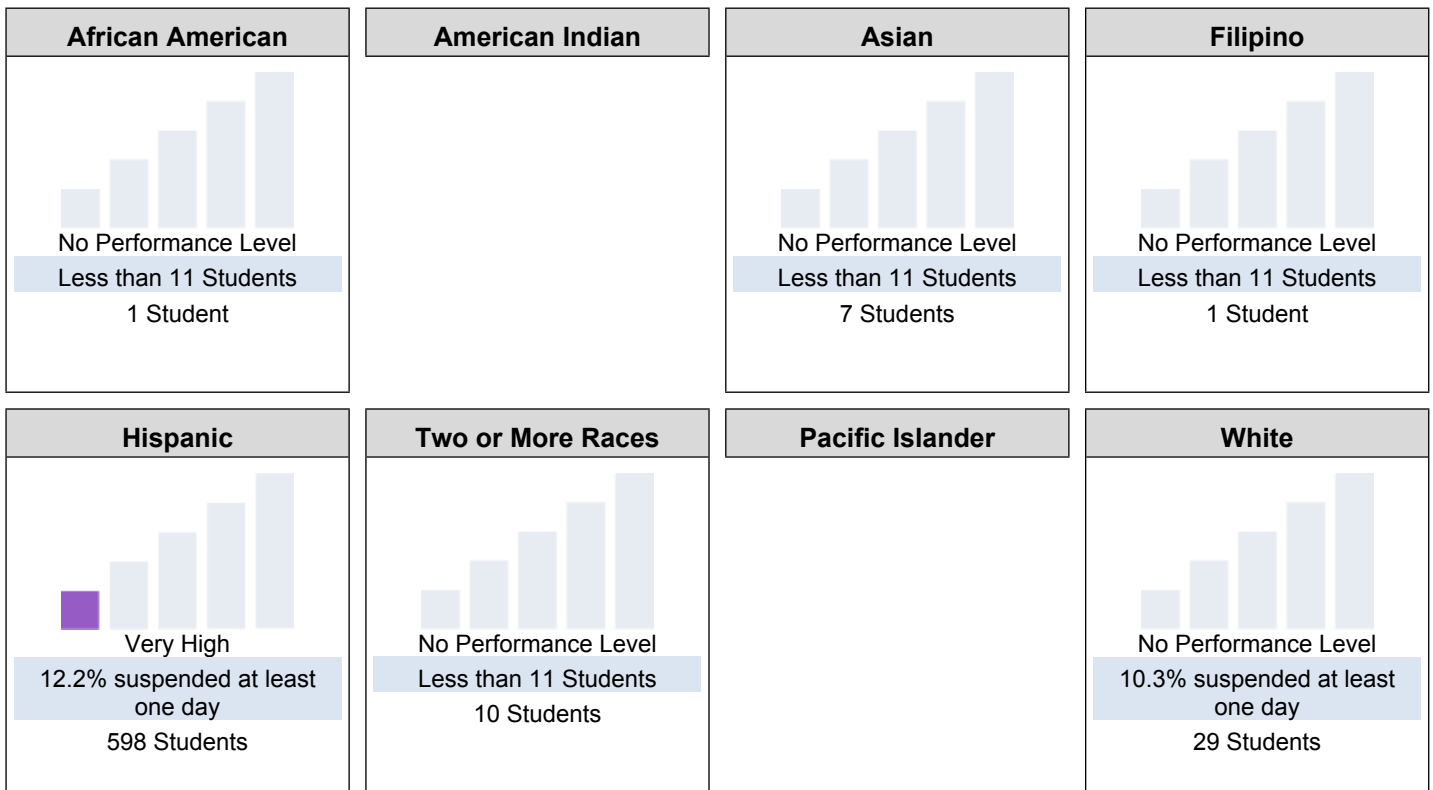 African American
No Performance Level
Less than 11 Students
1 Student
American Indian
Asian
No Performance Level
Less than 11 Students
7 Students
Filipino
No Performance Level
Less than 11 Students
1 Student
Hispanic
Very High
12.2% suspended at least
one day
598 Students
Two or More Races
No Performance Level
Less than 11 Students
10 Students
Pacific Islander
White
No Performance Level
10.3% suspended at least
one day
29 Students